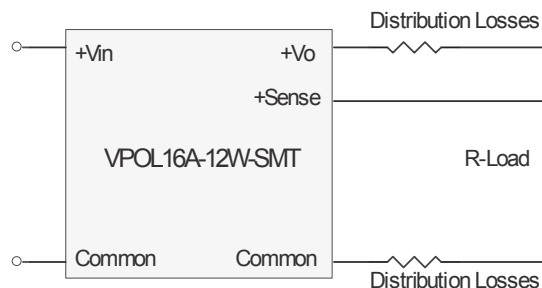 Distribution Losses
+Vin
+Vo
+Sense
VPOL16A-12W-SMT
R-Load
Common
Common
Distribution Losses